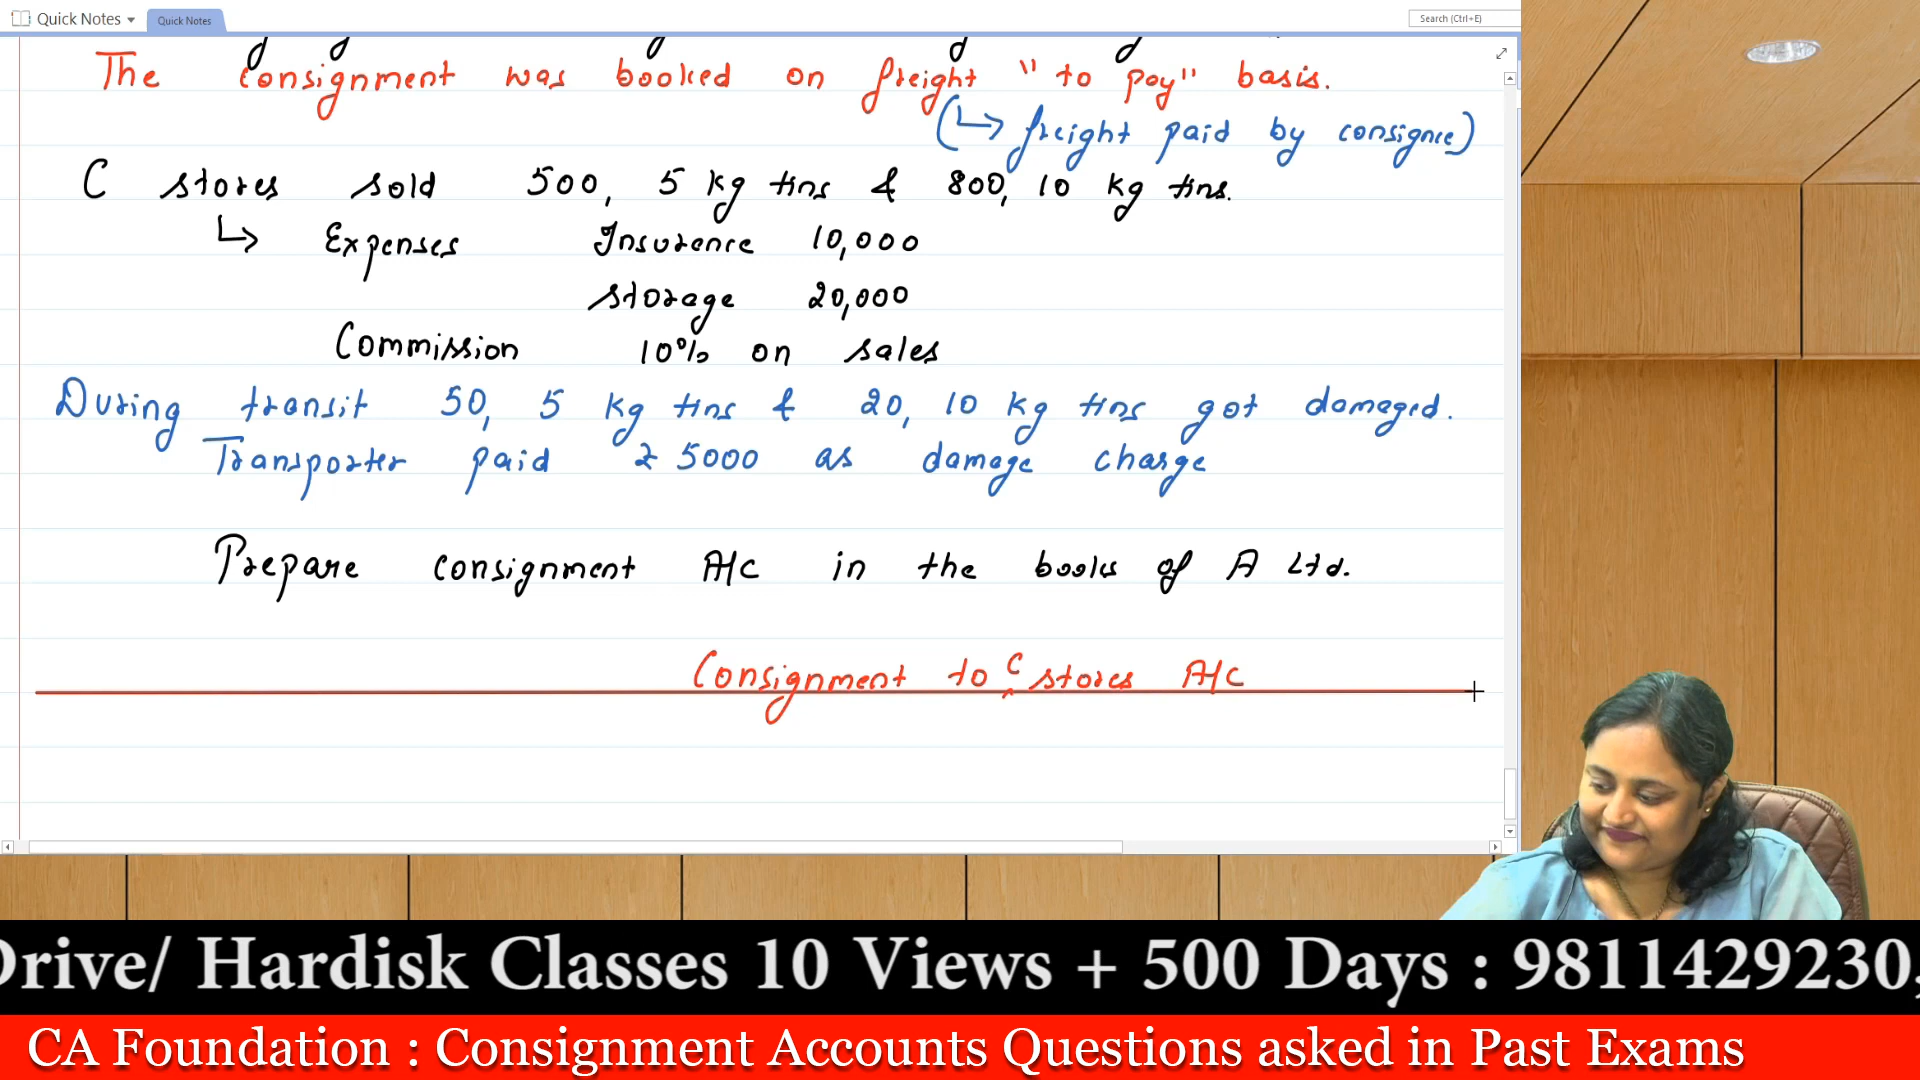 Quick Notes
Quick Notes
Search (Ctrl+E)
The consignment was booked on freight "to pay" basis.
(↳ freight paid by consignee)
C stores sold 500, 5 kg tins & 800, 10 kg tins.
↳ Expenses Insurance 10,000
storage 20,000
Commission 10% on sales
During transit 50, 5 kg tins & 20, 10 kg tins got damaged.
Transporter paid ₹ 5000 as damage charge
Prepare consignment A/c in the books of A Ltd.
Consignment to C stores A/C
Drive/ Hardisk Classes 10 Views + 500 Days : 9811429230,
CA Foundation : Consignment Accounts Questions asked in Past Exams